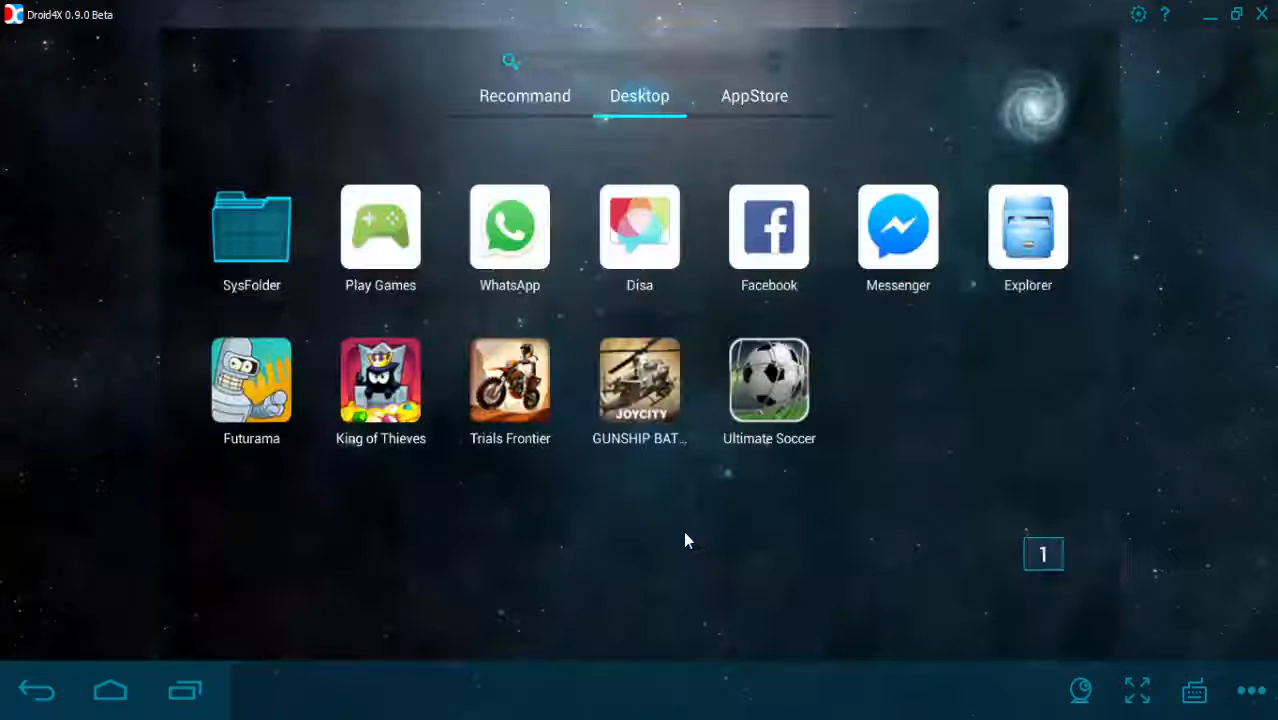 Droid4X 0.9.0 Beta
Recommand Desktop AppStore
SysFolder Play Games WhatsApp Disa Facebook Messenger Explorer
JOYCITY
Futurama King of Thieves Trials Frontier GUNSHIP BAT... Ultimate Soccer
1